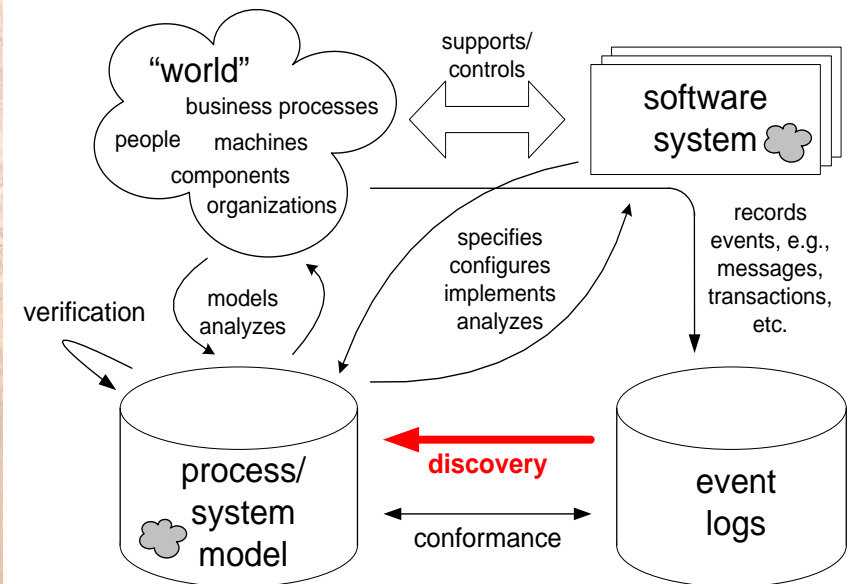 “world”
business processes
people machines
components
organizations
supports/
controls
software
system
records
events, e.g.,
messages,
transactions,
etc.
specifies
configures
implements
analyzes
models
analyzes
verification
discovery
process/
system
model
conformance
event
logs